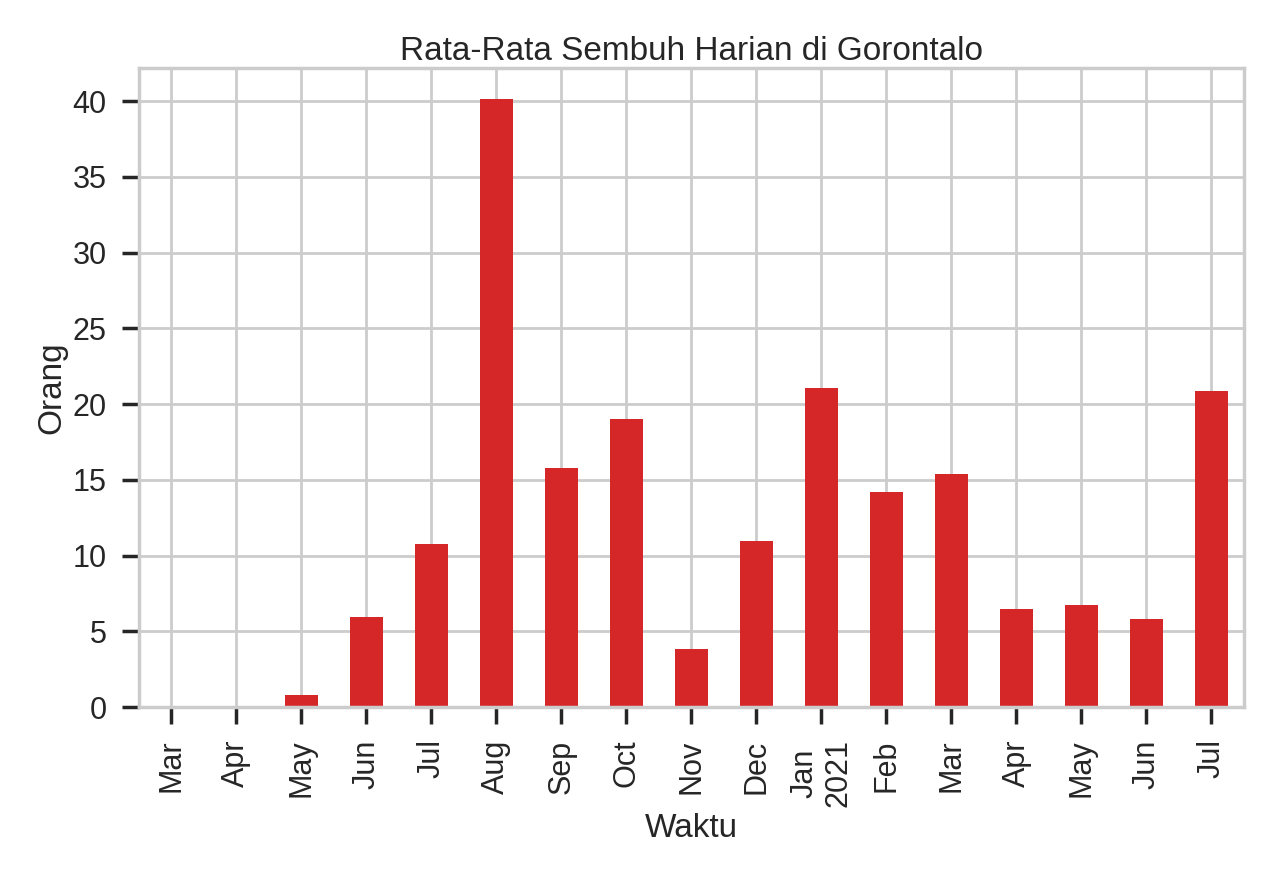 Rata-Rata Sembuh Harian di Gorontalo
40
35
30
25
20
15
10
5
0
Orang
Mar
Apr
May
Jun
Jul
Aug
Sep
Oct
Nov
Dec
Jan
2021
Feb
Mar
Apr
May
Jun
Jul
Waktu